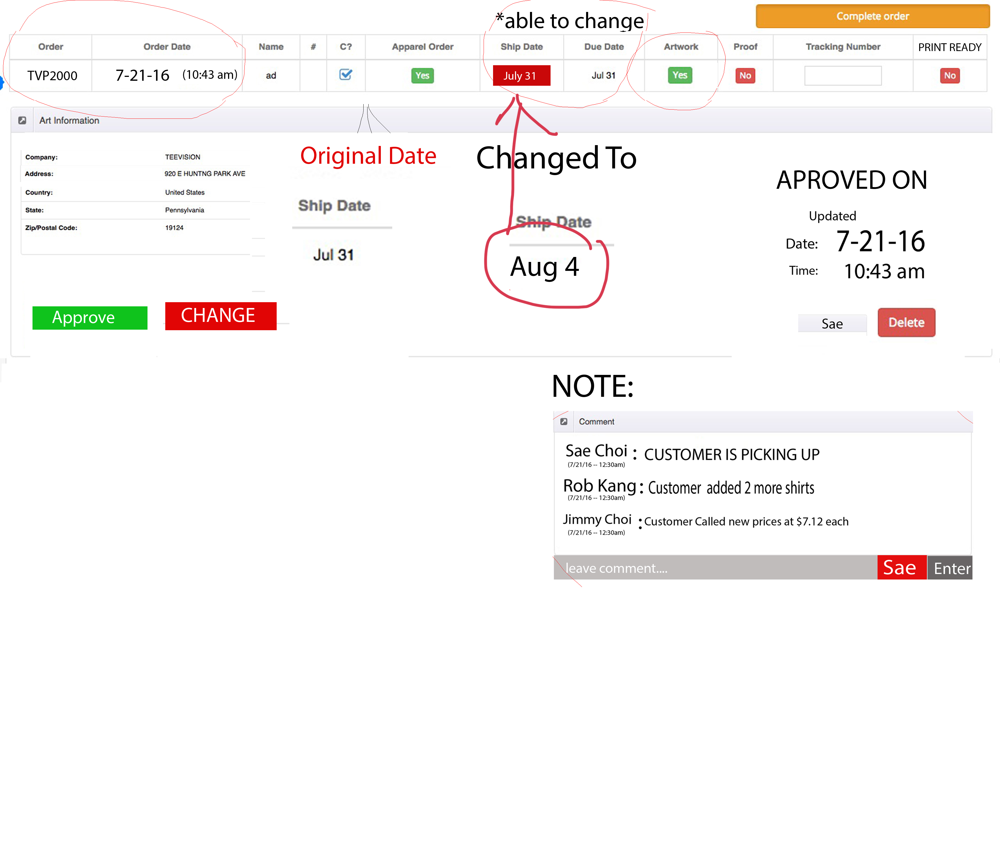 *able to change
Complete order
Order Order Date Name # C? Apparel Order Ship Date Due Date Artwork Proof Tracking Number PRINT READY
TVP2000 7-21-16 (10:43 am) ad Yes July 31 Jul 31 Yes No No
Art Information
Company: TEEVISION
Address: 920 E HUNTNG PARK AVE
Country: United States
State: Pennsylvania
Zip/Postal Code: 19124
Approve CHANGE
Original Date
Ship Date
Jul 31
Changed To
Ship Date
Aug 4
APROVED ON
Updated
Date: 7-21-16
Time: 10:43 am
Sae Delete
NOTE:
Comment
Sae Choi : CUSTOMER IS PICKING UP
(7/21/16 -- 12:30am)
Rob Kang : Customer added 2 more shirts
(7/21/16 -- 12:30am)
Jimmy Choi : Customer Called new prices at $7.12 each
(7/21/16 -- 12:30am)
leave comment.... Sae Enter